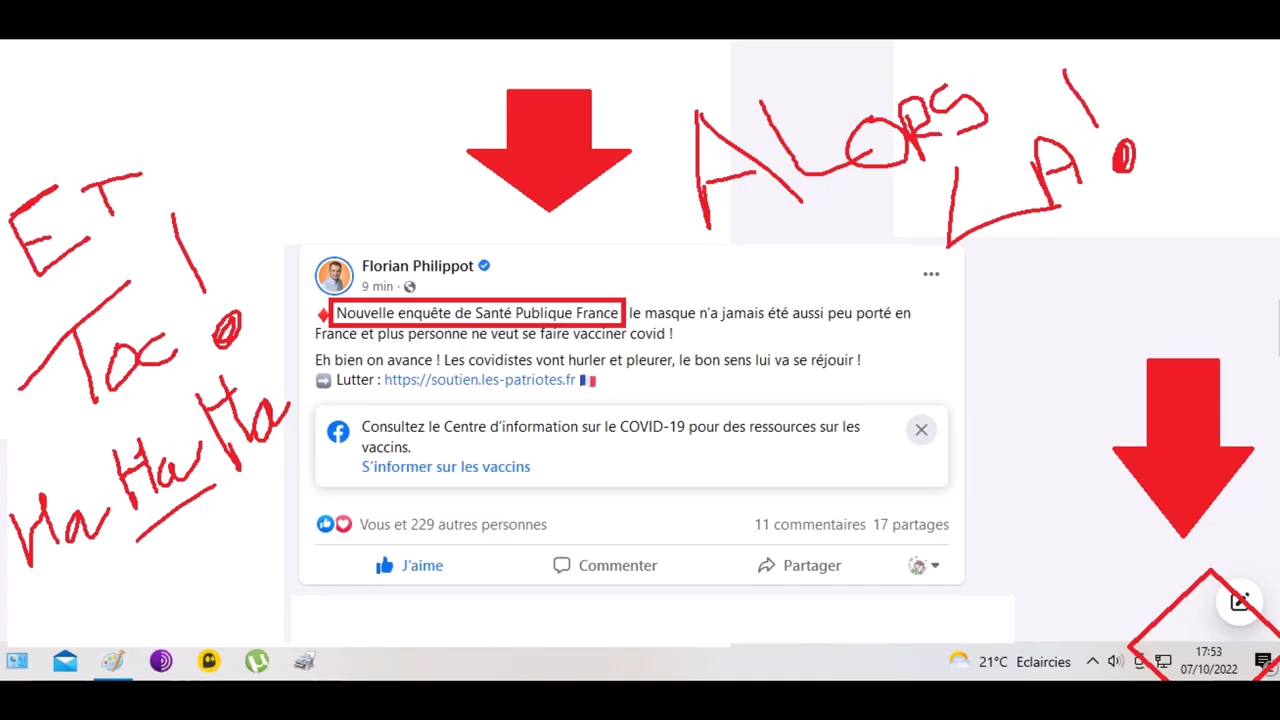 ALORS
LA!
ET
TOC!
Ha Ha Ha
Florian Philippot
9 min
Nouvelle enquête de Santé Publique France le masque n’a jamais été aussi peu porté en
France et plus personne ne veut se faire vacciner covid !
Eh bien on avance ! Les covidistes vont hurler et pleurer, le bon sens lui va se réjouir !
Lutter : https://soutien.les-patriotes.fr
Consultez le Centre d’information sur le COVID-19 pour des ressources sur les
vaccins.
S’informer sur les vaccins
Vous et 229 autres personnes 11 commentaires 17 partages
J’aime Commenter Partager
21°C Eclaircies 17:53
07/10/2022